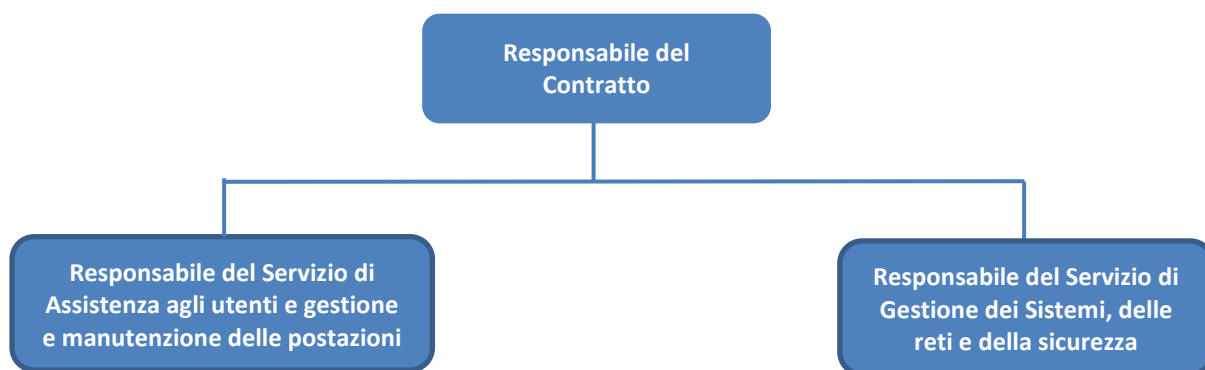 Responsabile del
Contratto
Responsabile del Servizio di
Assistenza agli utenti e gestione
e manutenzione delle postazioni
Responsabile del Servizio di
Gestione dei Sistemi, delle
reti e della sicurezza